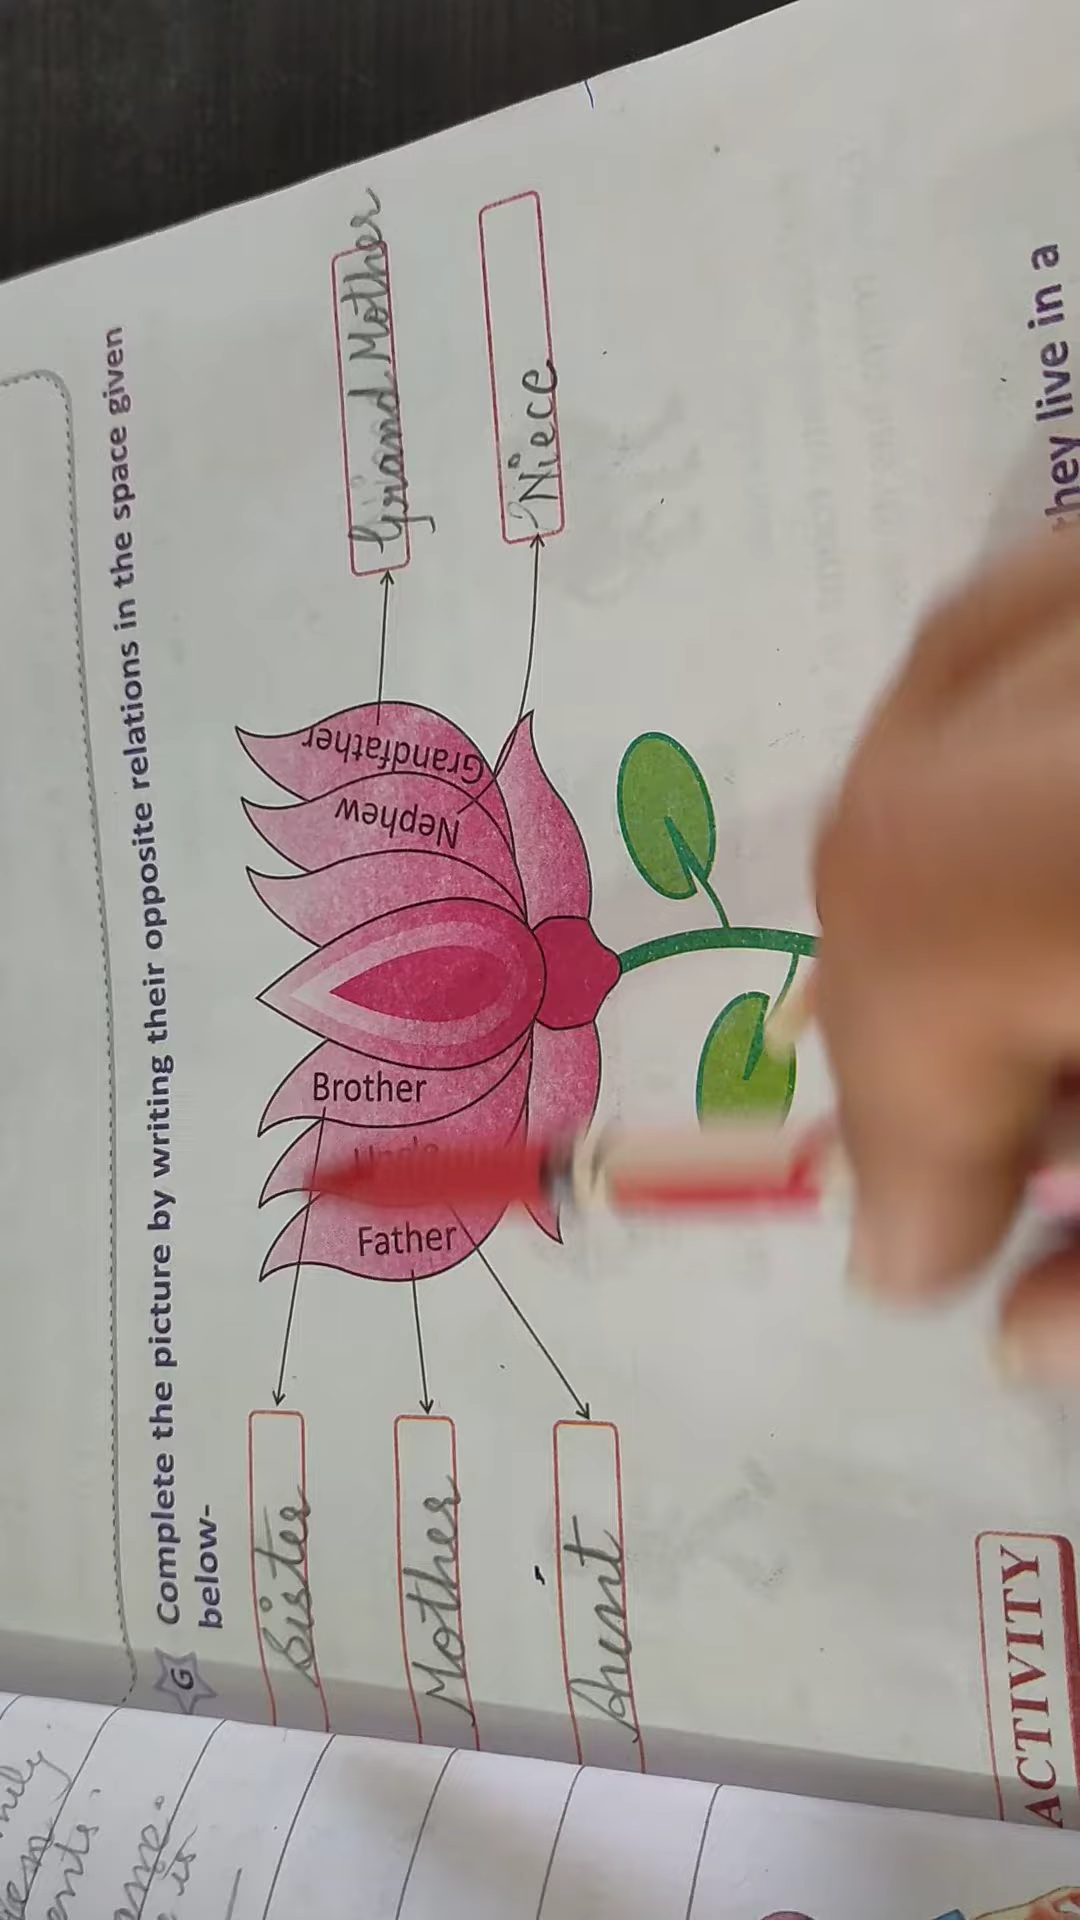 G Complete the picture by writing their opposite relations in the space given
below-
Sister
Mother
Aunt
Brother
Uncle
Father
Nephew
Grandfather
Grand Mother
Niece
ACTIVITY
they live in a